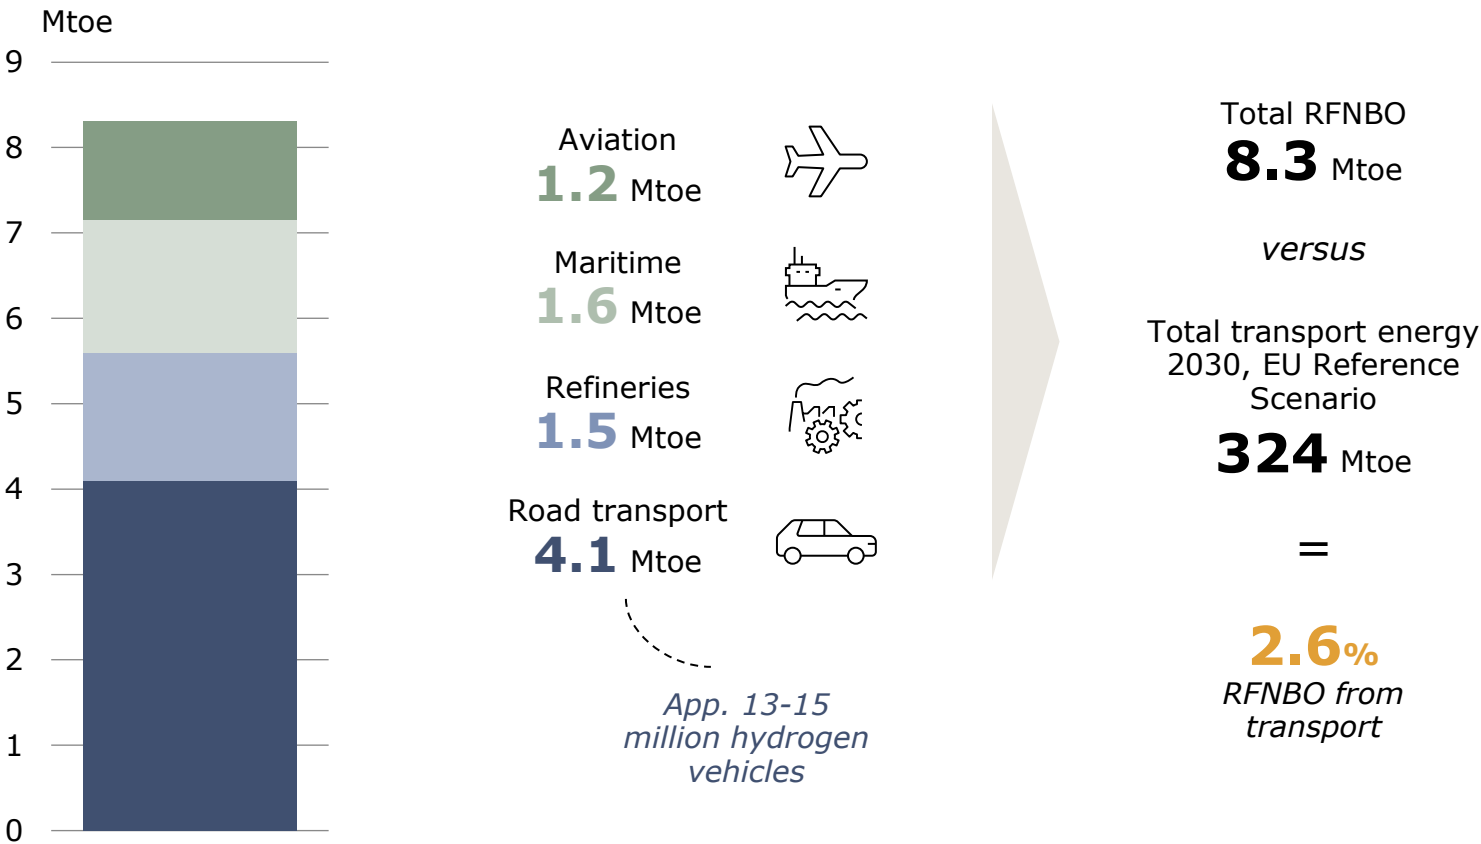 Mtoe
9
8
7
6
5
4
3
2
1
0
Aviation
1.2 Mtoe
Maritime
1.6 Mtoe
Refineries
1.5 Mtoe
Road transport
4.1 Mtoe
App. 13-15
million hydrogen
vehicles
Total RFNBO
8.3 Mtoe
versus
Total transport energy
2030, EU Reference
Scenario
324 Mtoe
=
2.6%
RFNBO from
transport